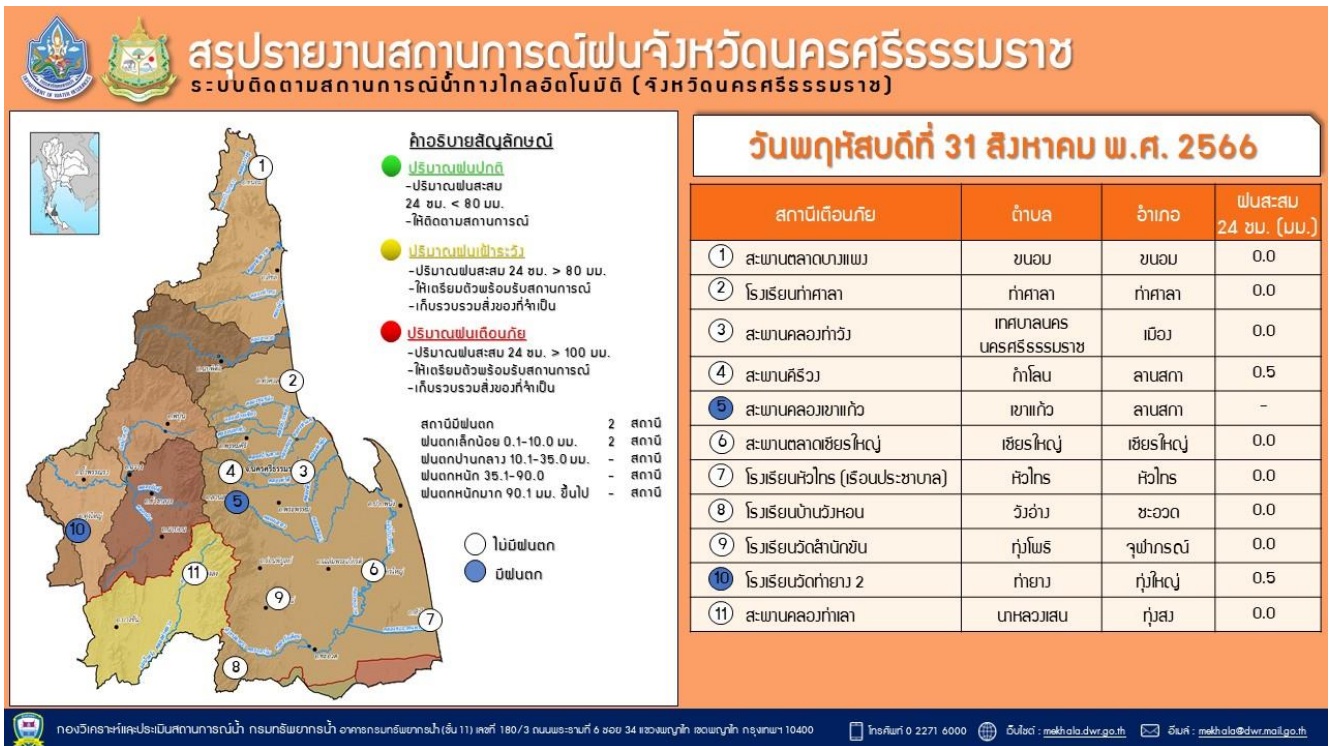 สรุปรายงานสถานการณ์ฝนจังหวัดนครศรีธรรมราช
ระบบติดตามสถานการณ์น้ำทางไกลอัตโนมัติ (จังหวัดนครศรีธรรมราช)
คำอธิบายสัญลักษณ์
ปริมาณฝนปกติ
-ปริมาณฝนสะสม
24 ชม. < 80 มม.
-ให้ติดตามสถานการณ์
ปริมาณฝนเฝ้าระวัง
-ปริมาณฝนสะสม 24 ชม. > 80 มม.
-ให้เตรียมตัวพร้อมรับสถานการณ์
-เก็บรวบรวมสิ่งของที่จำเป็น
ปริมาณฝนเตือนภัย
-ปริมาณฝนสะสม 24 ชม. > 100 มม.
-ให้เตรียมตัวพร้อมรับสถานการณ์
-เก็บรวบรวมสิ่งของที่จำเป็น
สถานีมีฝนตก 2 สถานี
ฝนตกเล็กน้อย 0.1-10.0 มม. 2 สถานี
ฝนตกปานกลาง 10.1-35.0 มม. - สถานี
ฝนตกหนัก 35.1-90.0 - สถานี
ฝนตกหนักมาก 90.1 มม. ขึ้นไป - สถานี
ไม่มีฝนตก
มีฝนตก
1
2
4
3
5
10
11
6
9
7
8
วันพฤหัสบดีที่ 31 สิงหาคม พ.ศ. 2566
สถานีเตือนภัย ตำบล อำเภอ ฝนสะสม
24 ชม. (มม.)
1 สะพานตลาดบางแพง ขนอม ขนอม 0.0
2 โรงเรียนท่าศาลา ท่าศาลา ท่าศาลา 0.0
3 สะพานคลองท่าวัง เทศบาลนคร
นครศรีธรรมราช เมือง 0.0
4 สะพานคีรีวง กำโลน ลานสกา 0.5
5 สะพานคลองเขาแก้ว เขาแก้ว ลานสกา -
6 สะพานตลาดเชียรใหญ่ เชียรใหญ่ เชียรใหญ่ 0.0
7 โรงเรียนหัวไทร (เรือนประชาบาล) หัวไทร หัวไทร 0.0
8 โรงเรียนบ้านวังหอน วังอ่าง ชะอวด 0.0
9 โรงเรียนวัดสำนักขัน ทุ่งโพธิ จุฬาภรณ์ 0.0
10 โรงเรียนวัดท่ายาง 2 ท่ายาง ทุ่งใหญ่ 0.5
11 สะพานคลองท่าเลา นาหลวงเสน ทุ่งสง 0.0
กองวิเคราะห์และประเมินสถานการณ์น้ำ กรมทรัพยากรน้ำ อาคารกรมทรัพยากรน้ำ (ชั้น 11) เลขที่ 180/3 ถนนพระรามที่ 6 ซอย 34 แขวงพญาไท เขตพญาไท กรุงเทพฯ 10400 โทรศัพท์ 0 2271 6000 เว็บไซต์ : mekhala.dwr.go.th อีเมล์ : mekhala@dwr.mail.go.th